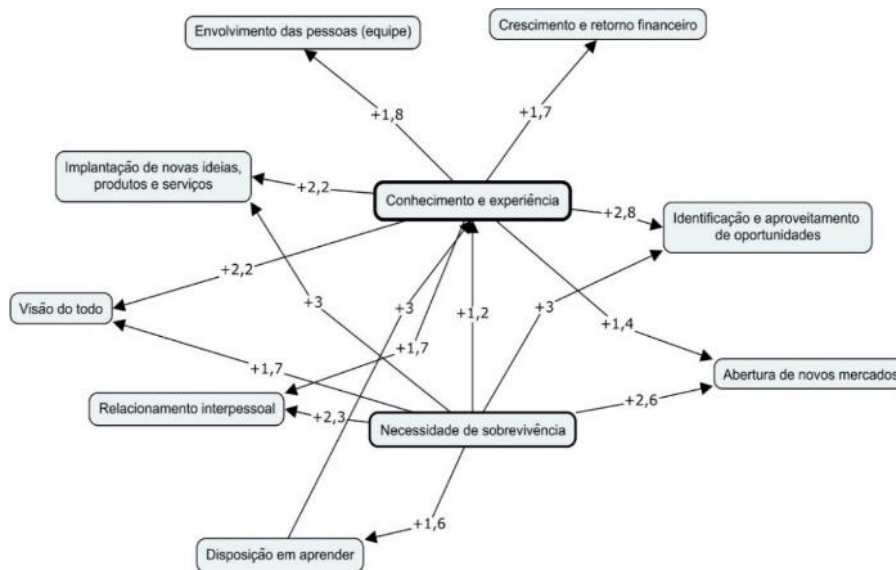 Envolvimento das pessoas (equipe)
Crescimento e retorno financeiro
+1,8
+1,7
Implantação de novas ideias,
produtos e serviços
+2,2
Conhecimento e experiência
+2,8
Identificação e aproveitamento
de oportunidades
+2,2
Visão do todo
+3
+3
+1,2
+3
+1,4
+1,7
+1,7
Abertura de novos mercados
Relacionamento interpessoal
+2,3
Necessidade de sobrevivência
+2,6
+1,6
Disposição em aprender